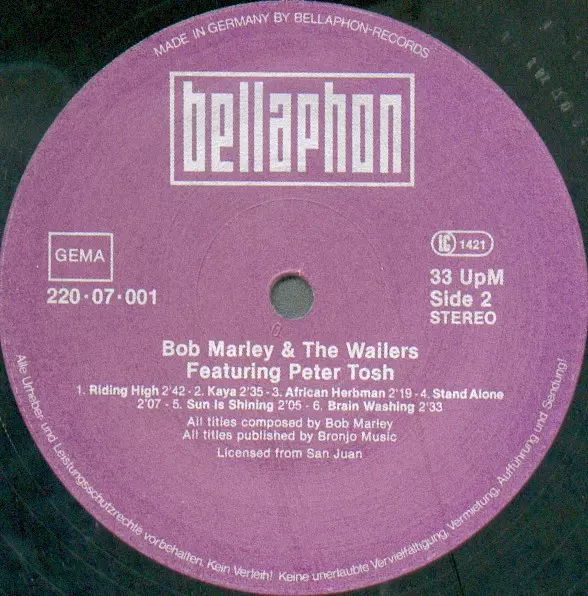 MADE IN GERMANY BY BELLAPHON-RECORDS
bellaphon
GEMA
LC 1421
220·07·001
33 UpM
Side 2
STEREO
Bob Marley & The Wailers
Featuring Peter Tosh
1. Riding High 2'42 - 2. Kaya 2'35 - 3. African Herbman 2'19 - 4. Stand Alone
2'07 - 5. Sun Is Shining 2'05 - 6. Brain Washing 2'33
All titles composed by Bob Marley
All titles published by Bronjo Music
Licensed from San Juan
Alle Urheber- und Leistungsschutzrechte vorbehalten. Kein Verleih! Keine unerlaubte Vervielfältigung, Vermietung, Aufführung und Sendung!